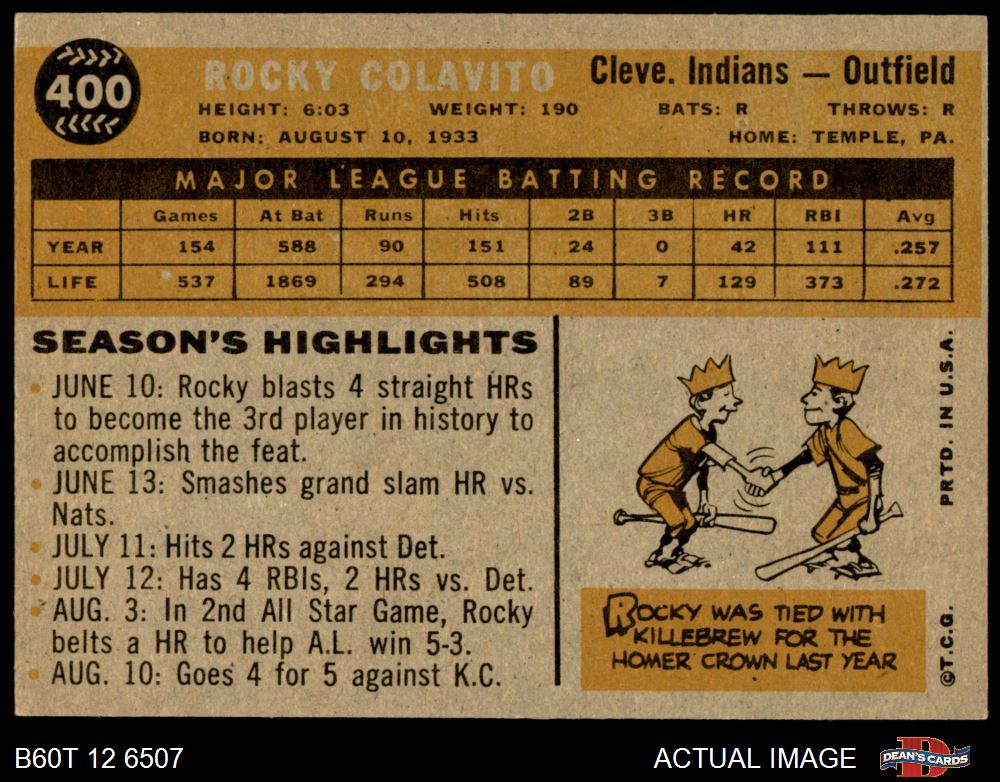 400
ROCKY COLAVITO
Cleve. Indians — Outfield
HEIGHT: 6:03 WEIGHT: 190 BATS: R THROWS: R
BORN: AUGUST 10, 1933 HOME: TEMPLE, PA.
MAJOR LEAGUE BATTING RECORD
Games At Bat Runs Hits 2B 3B HR RBI Avg
YEAR 154 588 90 151 24 0 42 111 .257
LIFE 537 1869 294 508 89 7 129 373 .272
SEASON'S HIGHLIGHTS
• JUNE 10: Rocky blasts 4 straight HRs
to become the 3rd player in history to
accomplish the feat.
• JUNE 13: Smashes grand slam HR vs.
Nats.
• JULY 11: Hits 2 HRs against Det.
• JULY 12: Has 4 RBIs, 2 HRs vs. Det.
• AUG. 3: In 2nd All Star Game, Rocky
belts a HR to help A.L. win 5-3.
• AUG. 10: Goes 4 for 5 against K.C.
ROCKY WAS TIED WITH
KILLEBREW FOR THE
HOMER CROWN LAST YEAR
©T.C.G. PRTD. IN U.S.A.
B60T 12 6507
ACTUAL IMAGE
DEAN'S CARDS